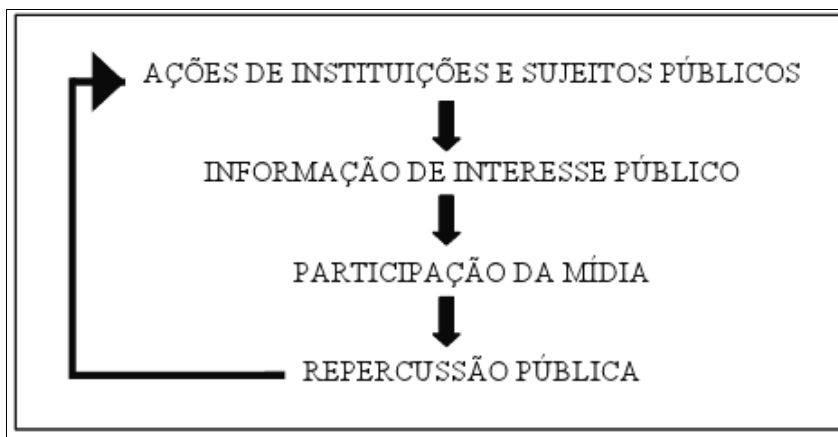 AÇÕES DE INSTITUIÇÕES E SUJEITOS PÚBLICOS
INFORMAÇÃO DE INTERESSE PÚBLICO
PARTICIPAÇÃO DA MÍDIA
REPERCUSSÃO PÚBLICA